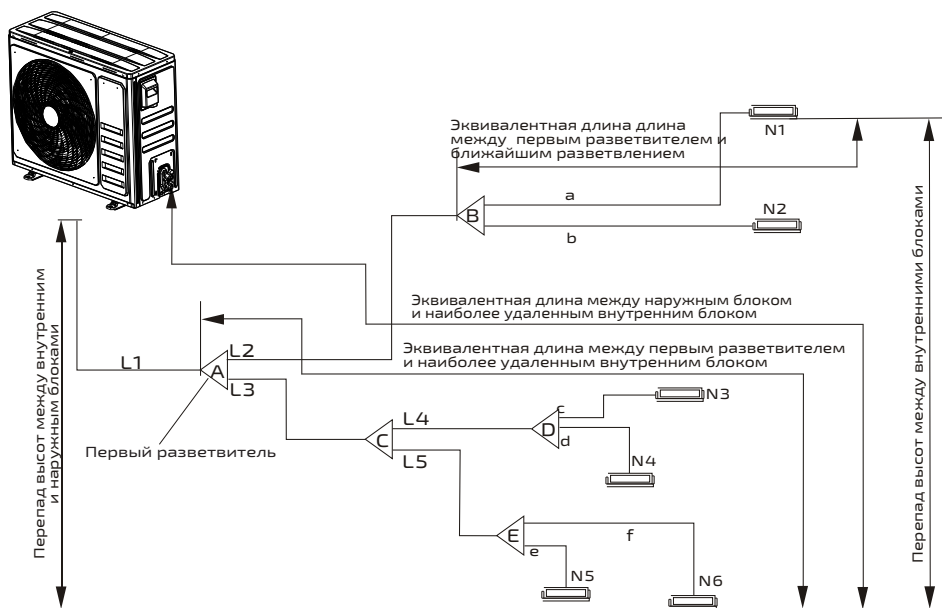 Эквивалентная длина длина
между первым разветвителем и
ближайшим разветвлением
N1
a
B
N2
b
Эквивалентная длина между наружным блоком
и наиболее удаленным внутренним блоком
Эквивалентная длина между первым разветвителем
и наиболее удаленным внутренним блоком
L1
L2
A
L3
Первый разветвитель
N3
c
L4
D
C
d
L5
N4
E
f
e
N5
N6
Перепад высот между внутренним
и наружным блоками
Перепад высот между внутренними блоками